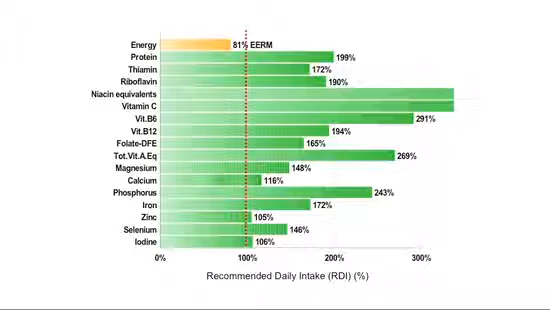 Energy 81% EERM
Protein 199%
Thiamin 172%
Riboflavin 190%
Niacin equivalents
Vitamin C
Vit.B6 291%
Vit.B12 194%
Folate-DFE 165%
Tot.Vit.A.Eq 269%
Magnesium 148%
Calcium 116%
Phosphorus 243%
Iron 172%
Zinc 105%
Selenium 146%
Iodine 106%
0% 100% 200% 300%
Recommended Daily Intake (RDI) (%)